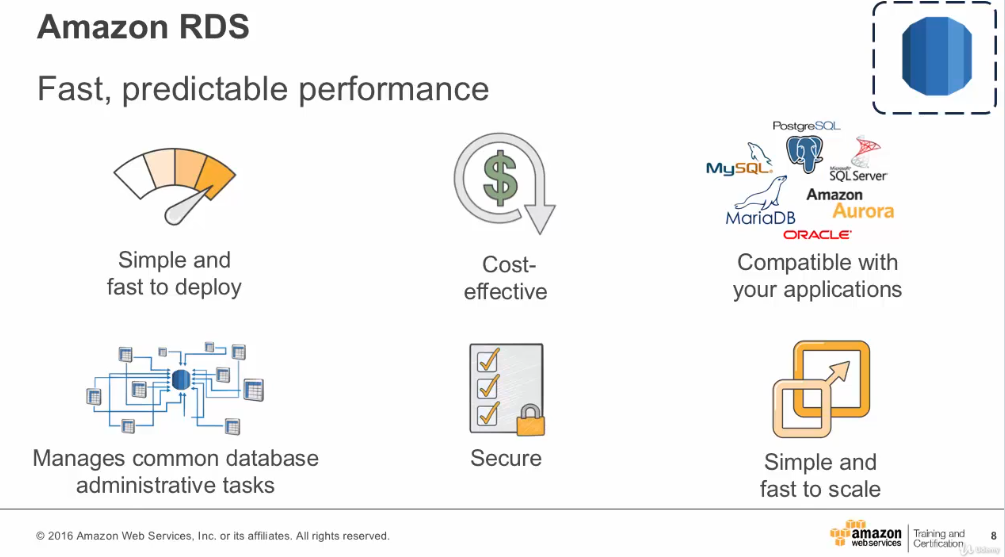 Amazon RDS
Fast, predictable performance
Simple and
fast to deploy
$
Cost-
effective
PostgreSQL
MySQL®
Microsoft®
SQL Server®
MariaDB
Amazon
Aurora
ORACLE®
Compatible with
your applications
Manages common database
administrative tasks
Secure
Simple and
fast to scale
© 2016 Amazon Web Services, Inc. or its affiliates. All rights reserved.
amazon
webservices
Training and
Certification
8
Udemy